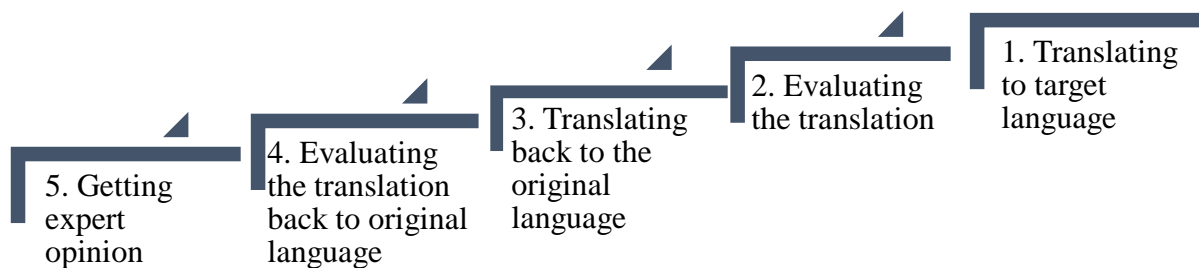 1. Translating
to target
language
2. Evaluating
the translation
3. Translating
back to the
original
language
4. Evaluating
the translation
back to original
language
5. Getting
expert
opinion